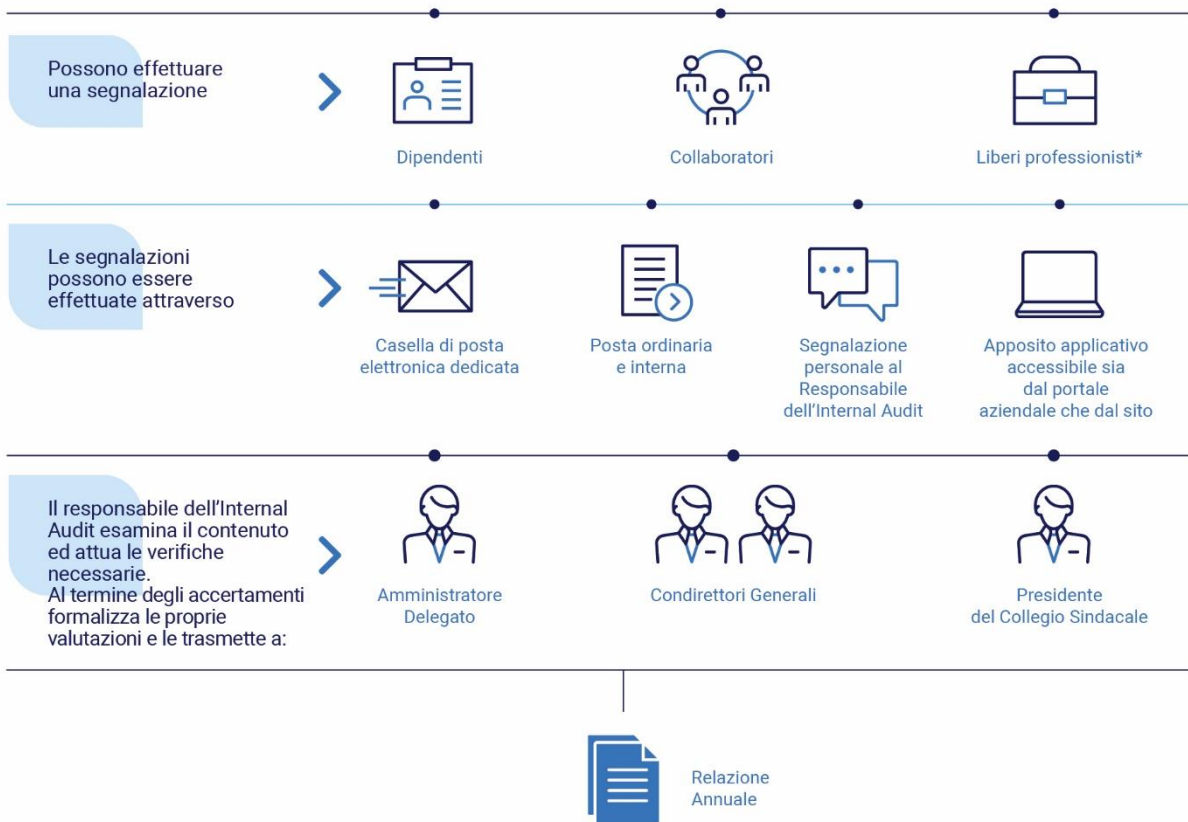 Possono effettuare
una segnalazione
Dipendenti
Collaboratori
Liberi professionisti*
Le segnalazioni
possono essere
effettuate attraverso
Casella di posta
elettronica dedicata
Posta ordinaria
e interna
Segnalazione
personale al
Responsabile
dell'Internal Audit
Apposito applicativo
accessibile sia
dal portale
aziendale che dal sito
Il responsabile dell'Internal
Audit esamina il contenuto
ed attua le verifiche
necessarie.
Al termine degli accertamenti
formalizza le proprie
valutazioni e le trasmette a:
Amministratore
Delegato
Condirettori Generali
Presidente
del Collegio Sindacale
Relazione
Annuale